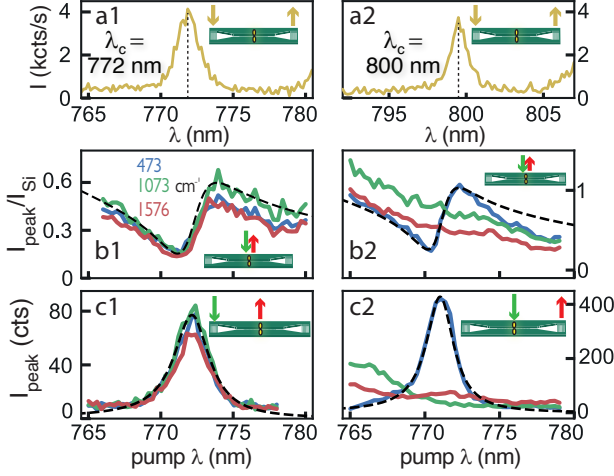 a1
λc =
772 nm
I (kcts/s)
4
2
0
765 770 775 780
λ (nm)
a2
λc =
800 nm
4
2
0
795 800 805
λ (nm)
b1
473
1073 cm-1
1576
Ipeak/ISi
0.6
0.3
0
b2
1
0
c1
Ipeak (cts)
80
40
0
765 770 775 780
pump λ (nm)
c2
400
200
0
765 770 775 780
pump λ (nm)